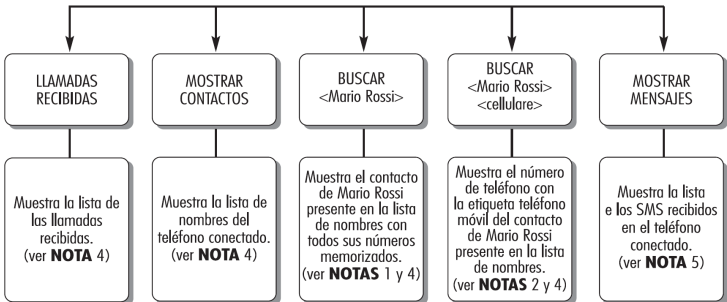 LLAMADAS
RECIBIDAS
MOSTRAR
CONTACTOS
BUSCAR
<Mario Rossi>
BUSCAR
<Mario Rossi>
<cellulare>
MOSTRAR
MENSAJES
Muestra la lista de
las llamadas
recibidas.
(ver NOTA 4)
Muestra la lista de
nombres del
teléfono conectado.
(ver NOTA 4)
Muestra el contacto
de Mario Rossi
presente en la lista
de nombres con
todos sus números
memorizados.
(ver NOTAS 1 y 4)
Muestra el número
de teléfono con
la etiqueta teléfono
móvil del contacto
de Mario Rossi
presente en la lista
de nombres.
(ver NOTAS 2 y 4)
Muestra la lista
e los SMS recibidos
en el teléfono
conectado.
(ver NOTA 5)